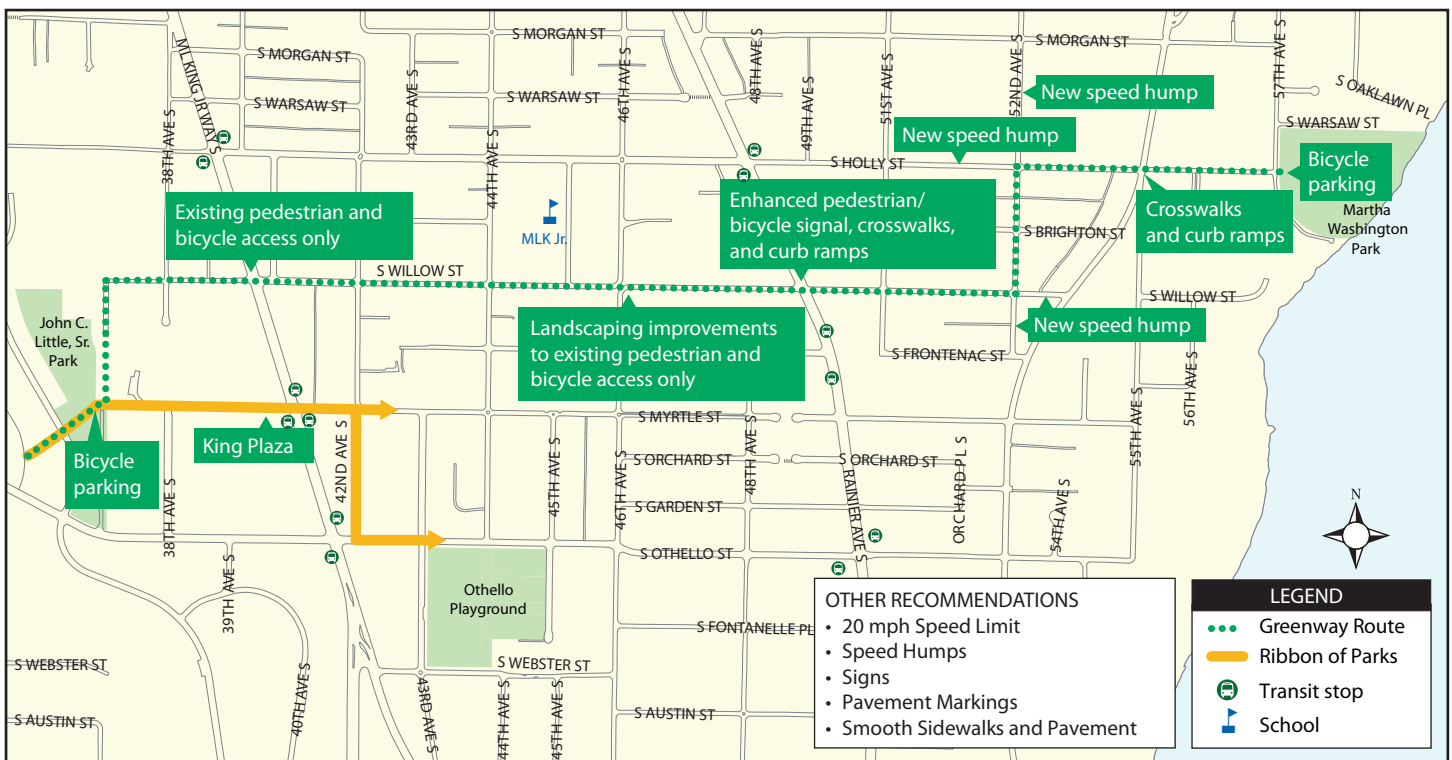 S MORGAN ST
S MORGAN ST
S MORGAN ST
ML KING JR WAY S
38TH AVE S
43RD AVE S
44TH AVE S
46TH AVE S
48TH AVE S
49TH AVE S
51ST AVE S
52ND AVE S
57TH AVE S
S OAKLAWN PL
S WARSAW ST
S WARSAW ST
S WARSAW ST
New speed hump
New speed hump
S HOLLY ST
Bicycle
parking
Existing pedestrian and
bicycle access only
MLK Jr.
Enhanced pedestrian/
bicycle signal, crosswalks,
and curb ramps
S BRIGHTON ST
Crosswalks
and curb ramps
Martha
Washington
Park
S WILLOW ST
S WILLOW ST
John C.
Little, Sr.
Park
Landscaping improvements
to existing pedestrian and
bicycle access only
New speed hump
S FRONTENAC ST
56TH AVE S
55TH AVE S
S MYRTLE ST
King Plaza
Bicycle
parking
42ND AVE S
38TH AVE S
45TH AVE S
46TH AVE S
48TH AVE S
S ORCHARD ST
S ORCHARD ST
RAINIER AVE S
ORCHARD PL S
54TH AVE S
S GARDEN ST
S OTHELLO ST
39TH AVE S
Othello
Playground
S FONTANELLE PL
S WEBSTER ST
S WEBSTER ST
40TH AVE S
43RD AVE S
44TH AVE S
45TH AVE S
S AUSTIN ST
S AUSTIN ST
N
OTHER RECOMMENDATIONS
• 20 mph Speed Limit
• Speed Humps
• Signs
• Pavement Markings
• Smooth Sidewalks and Pavement
LEGEND
Greenway Route
Ribbon of Parks
Transit stop
School